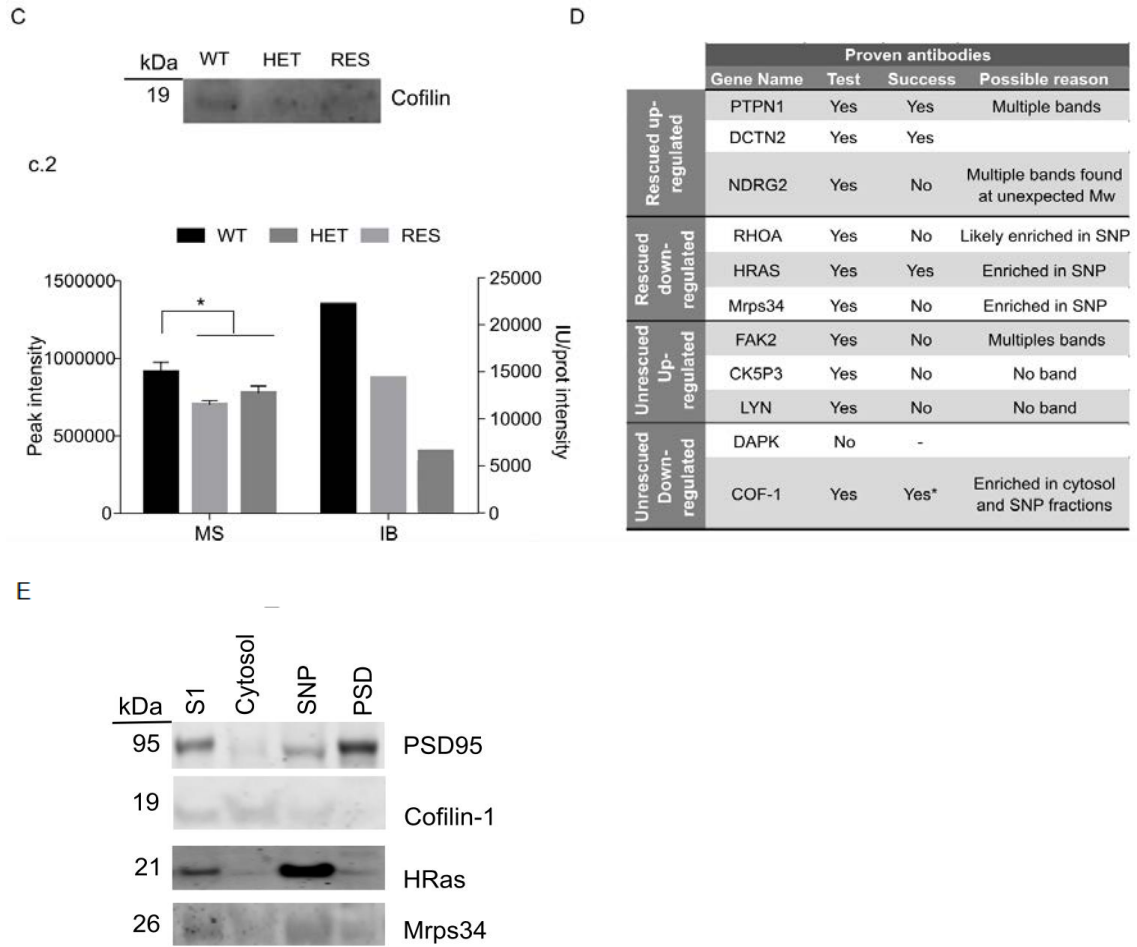 C
kDa WT HET RES
19 Cofilin
c.2
WT HET RES
Peak intensity
1500000
1000000
500000
0
*
MS IB
25000
20000
15000
10000
5000
0
IU/prot intensity
D
Proven antibodies
Gene Name Test Success Possible reason
Rescued up-
regulated
PTPN1 Yes Yes Multiple bands
DCTN2 Yes Yes
NDRG2 Yes No Multiple bands found
at unexpected Mw
Rescued
down-
regulated
RHOA Yes No Likely enriched in SNP
HRAS Yes Yes Enriched in SNP
Mrps34 Yes No Enriched in SNP
Unrescued
Up-
regulated
FAK2 Yes No Multiples bands
CK5P3 Yes No No band
LYN Yes No No band
Unrescued
Down-
regulated
DAPK No -
COF-1 Yes Yes* Enriched in cytosol
and SNP fractions
E
kDa S1 Cytosol SNP PSD
95 PSD95
19 Cofilin-1
21 HRas
26 Mrps34